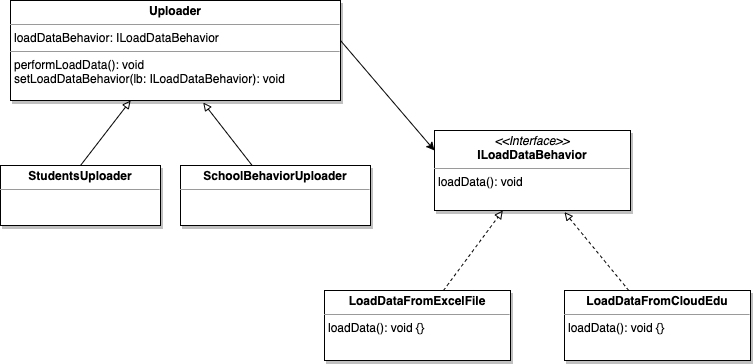 Uploader
loadDataBehavior: ILoadDataBehavior
performLoadData(): void
setLoadDataBehavior(lb: ILoadDataBehavior): void
<<Interface>>
ILoadDataBehavior
loadData(): void
StudentsUploader
SchoolBehaviorUploader
LoadDataFromExcelFile
loadData(): void {}
LoadDataFromCloudEdu
loadData(): void {}